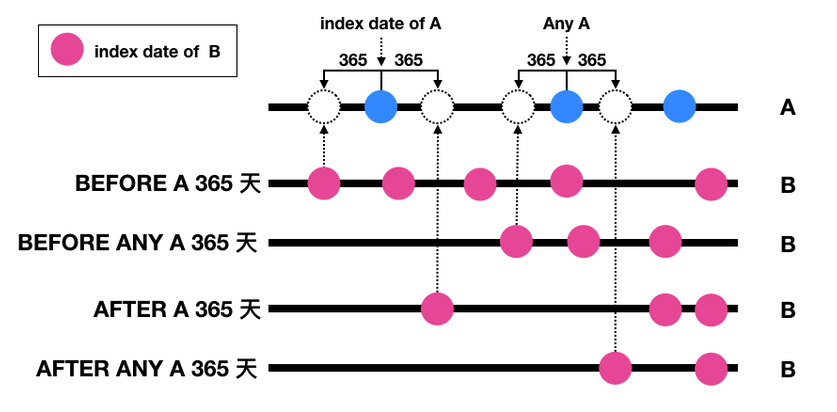 index date of B
index date of A
Any A
365 365
365 365
A
BEFORE A 365 天
B
BEFORE ANY A 365 天
B
AFTER A 365 天
B
AFTER ANY A 365 天
B